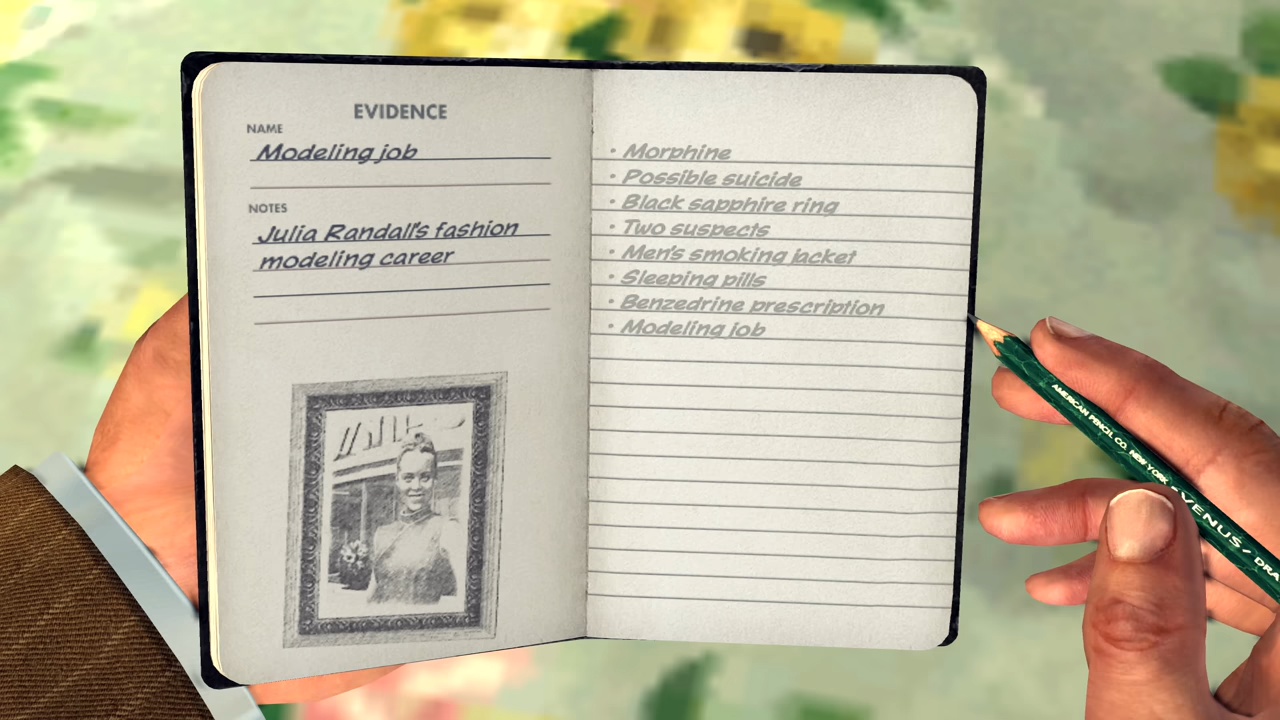 EVIDENCE
NAME
Modeling job
NOTES
Julia Randall's fashion
modeling career
• Morphine
• Possible suicide
• Black sapphire ring
• Two suspects
• Men's smoking jacket
• Sleeping pills
• Benzedrine prescription
• Modeling job
AMERICAN PENCIL CO. NEW YORK VENUS / DRA